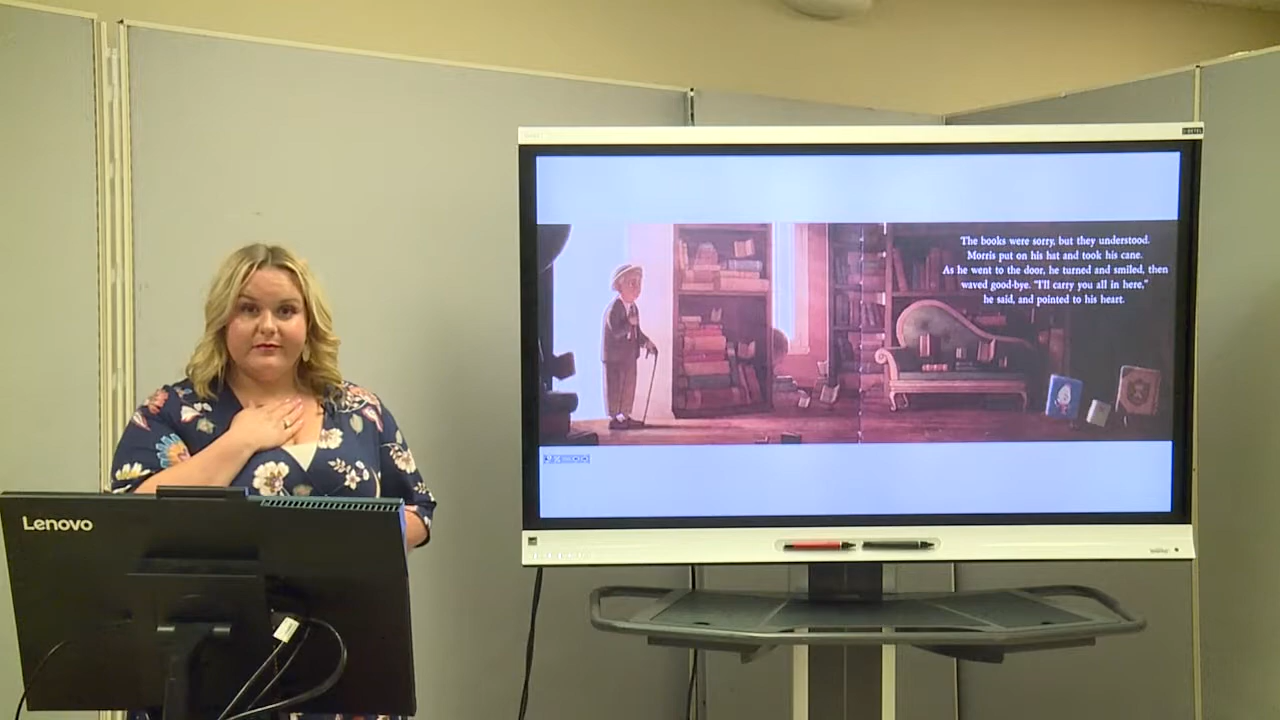 The books were sorry, but they understood.
Morris put on his hat and took his cane.
As he went to the door, he turned and smiled, then
waved good-bye. "I'll carry you all in here,"
he said, and pointed to his heart.
Lenovo